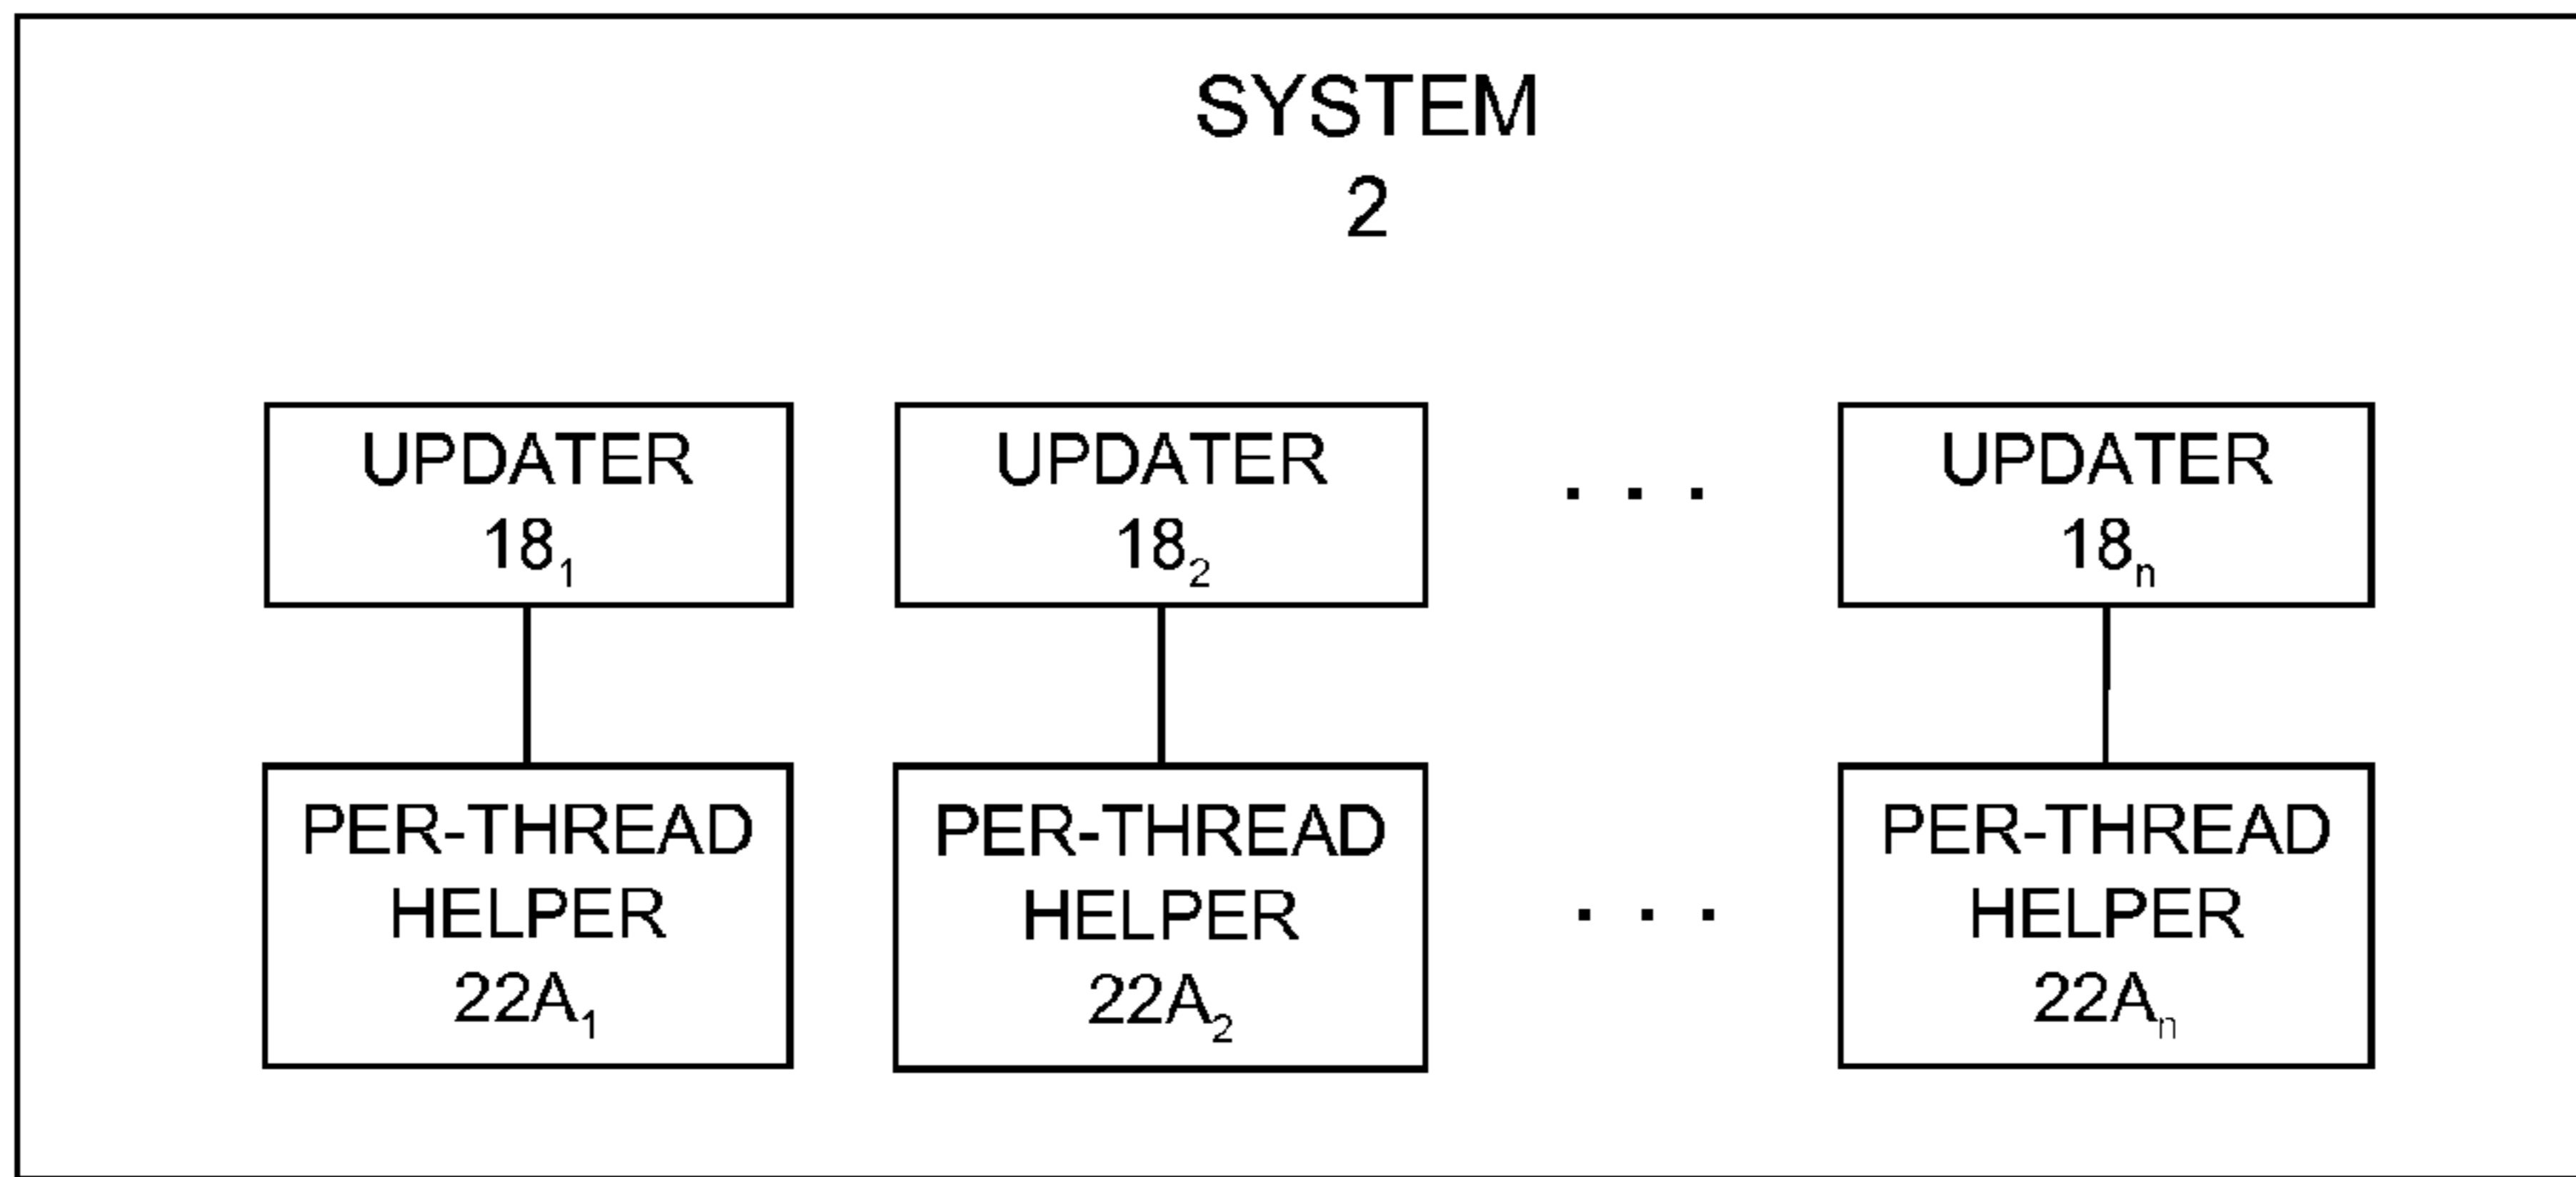 SYSTEM
2
UPDATER
18₁
UPDATER
18₂
. . .
UPDATER
18ₙ
PER-THREAD
HELPER
22A₁
PER-THREAD
HELPER
22A₂
. . .
PER-THREAD
HELPER
22Aₙ